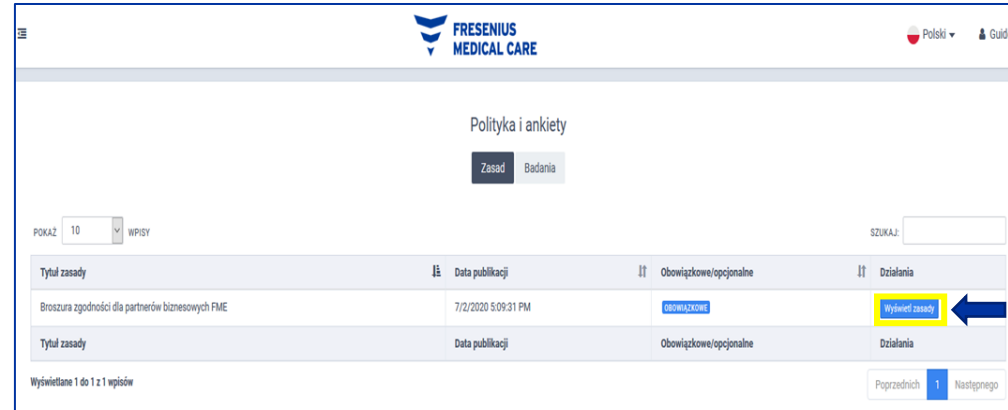 FRESENIUS
MEDICAL CARE
Polski
Guid
Polityka i ankiety
Zasad Badania
POKAŻ 10 WPISY SZUKAJ:
Tytuł zasady Data publikacji Obowiązkowe/opcjonalne Działania
Broszura zgodności dla partnerów biznesowych FME 7/2/2020 5:09:31 PM OBOWIĄZKOWE Wyświetl zasady
Tytuł zasady Data publikacji Obowiązkowe/opcjonalne Działania
Wyświetlane 1 do 1 z 1 wpisów Poprzednich 1 Następnego